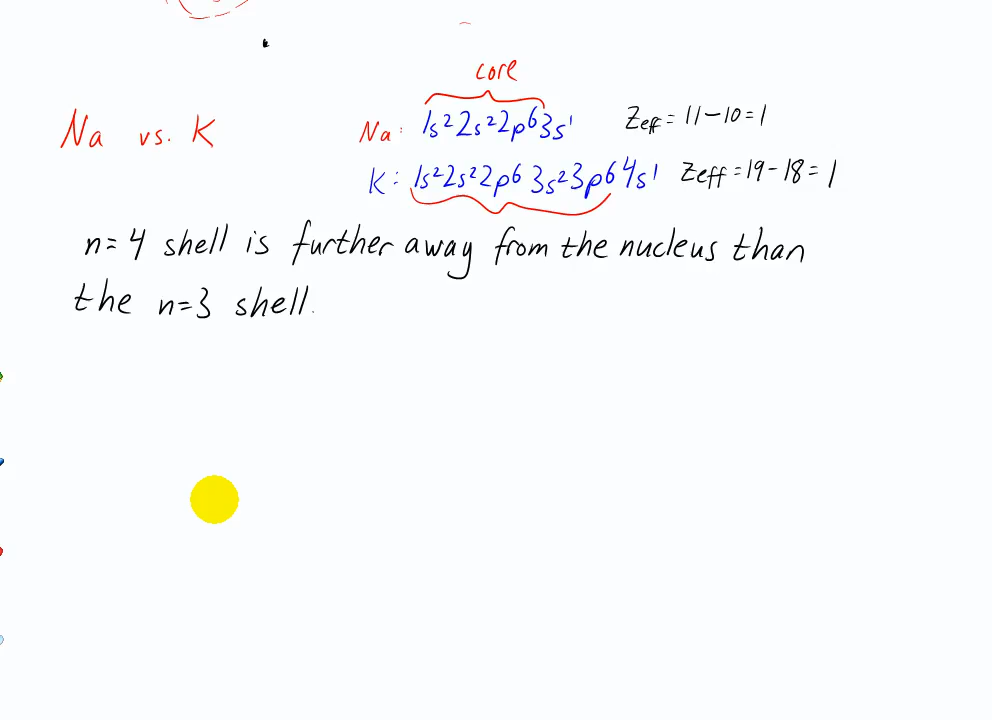 core
Na vs. K Na: 1s²2s²2p⁶3s¹ Zeff = 11-10=1
K: 1s²2s²2p⁶3s²3p⁶4s¹ Zeff = 19-18=1
n=4 shell is further away from the nucleus than
the n=3 shell.